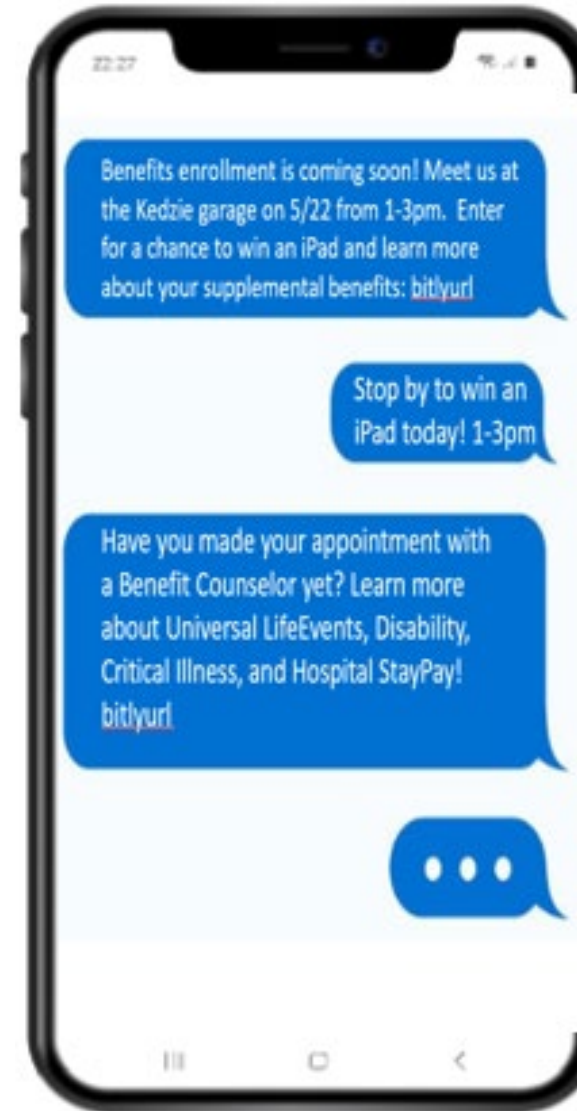 22:27
Benefits enrollment is coming soon! Meet us at
the Kedzie garage on 5/22 from 1-3pm. Enter
for a chance to win an iPad and learn more
about your supplemental benefits: bitlyurl
Stop by to win an
iPad today! 1-3pm
Have you made your appointment with
a Benefit Counselor yet? Learn more
about Universal LifeEvents, Disability,
Critical Illness, and Hospital StayPay!
bitlyurl